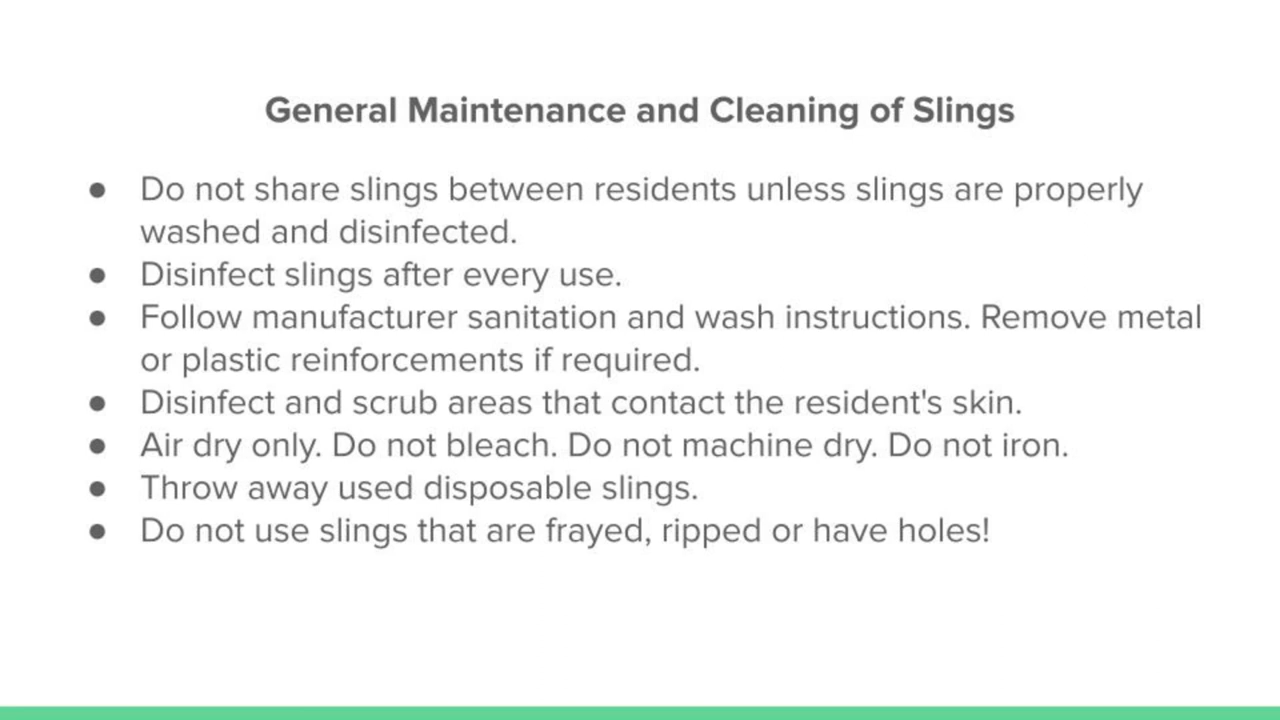 General Maintenance and Cleaning of Slings
● Do not share slings between residents unless slings are properly
washed and disinfected.
● Disinfect slings after every use.
● Follow manufacturer sanitation and wash instructions. Remove metal
or plastic reinforcements if required.
● Disinfect and scrub areas that contact the resident's skin.
● Air dry only. Do not bleach. Do not machine dry. Do not iron.
● Throw away used disposable slings.
● Do not use slings that are frayed, ripped or have holes!